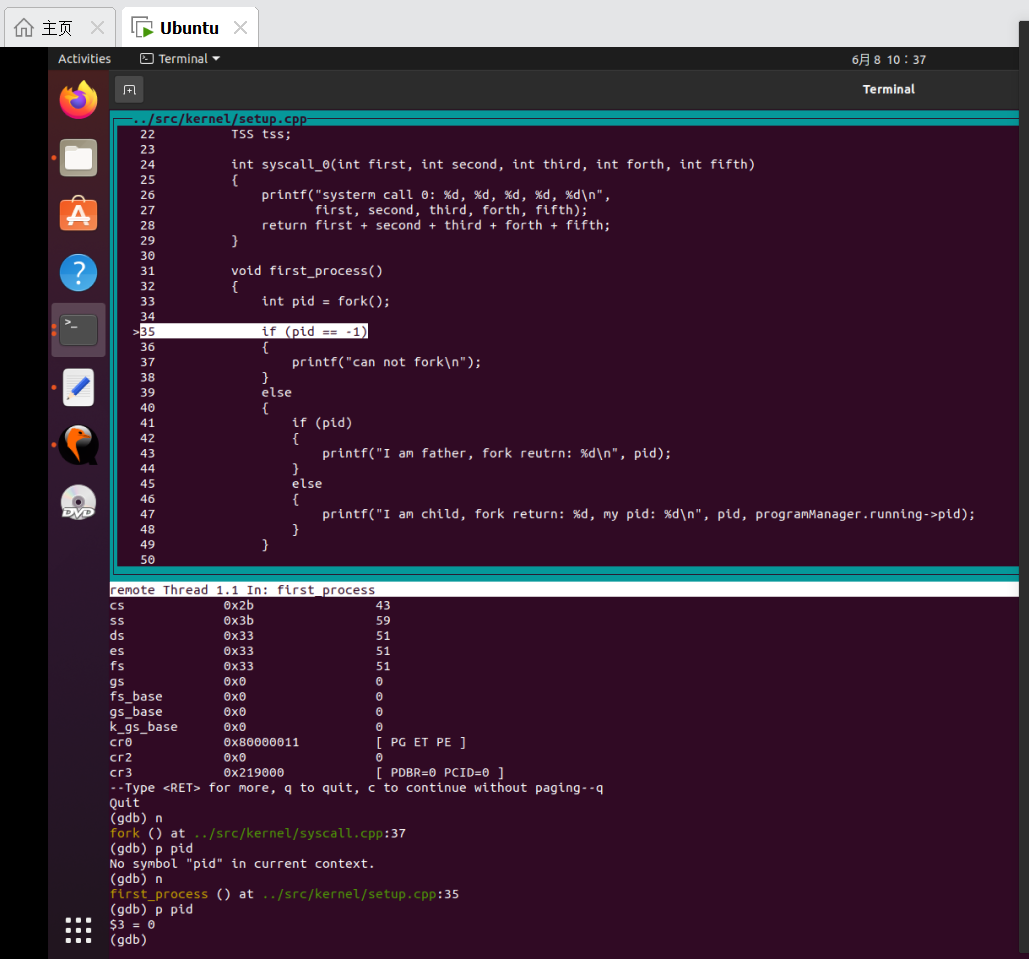 主页
Ubuntu
Activities
Terminal
6月 8 10：37
Terminal
../src/kernel/setup.cpp
22 TSS tss;
23
24 int syscall_0(int first, int second, int third, int forth, int fifth)
25 {
26 printf("systerm call 0: %d, %d, %d, %d, %d\n",
27 first, second, third, forth, fifth);
28 return first + second + third + forth + fifth;
29 }
30
31 void first_process()
32 {
33 int pid = fork();
34
>35 if (pid == -1)
36 {
37 printf("can not fork\n");
38 }
39 else
40 {
41 if (pid)
42 {
43 printf("I am father, fork reutrn: %d\n", pid);
44 }
45 else
46 {
47 printf("I am child, fork return: %d, my pid: %d\n", pid, programManager.running->pid);
48 }
49 }
50
remote Thread 1.1 In: first_process
cs 0x2b 43
ss 0x3b 59
ds 0x33 51
es 0x33 51
fs 0x33 51
gs 0x0 0
fs_base 0x0 0
gs_base 0x0 0
k_gs_base 0x0 0
cr0 0x80000011 [ PG ET PE ]
cr2 0x0 0
cr3 0x219000 [ PDBR=0 PCID=0 ]
--Type <RET> for more, q to quit, c to continue without paging--q
Quit
(gdb) n
fork () at ../src/kernel/syscall.cpp:37
(gdb) p pid
No symbol "pid" in current context.
(gdb) n
first_process () at ../src/kernel/setup.cpp:35
(gdb) p pid
$3 = 0
(gdb)
DVD